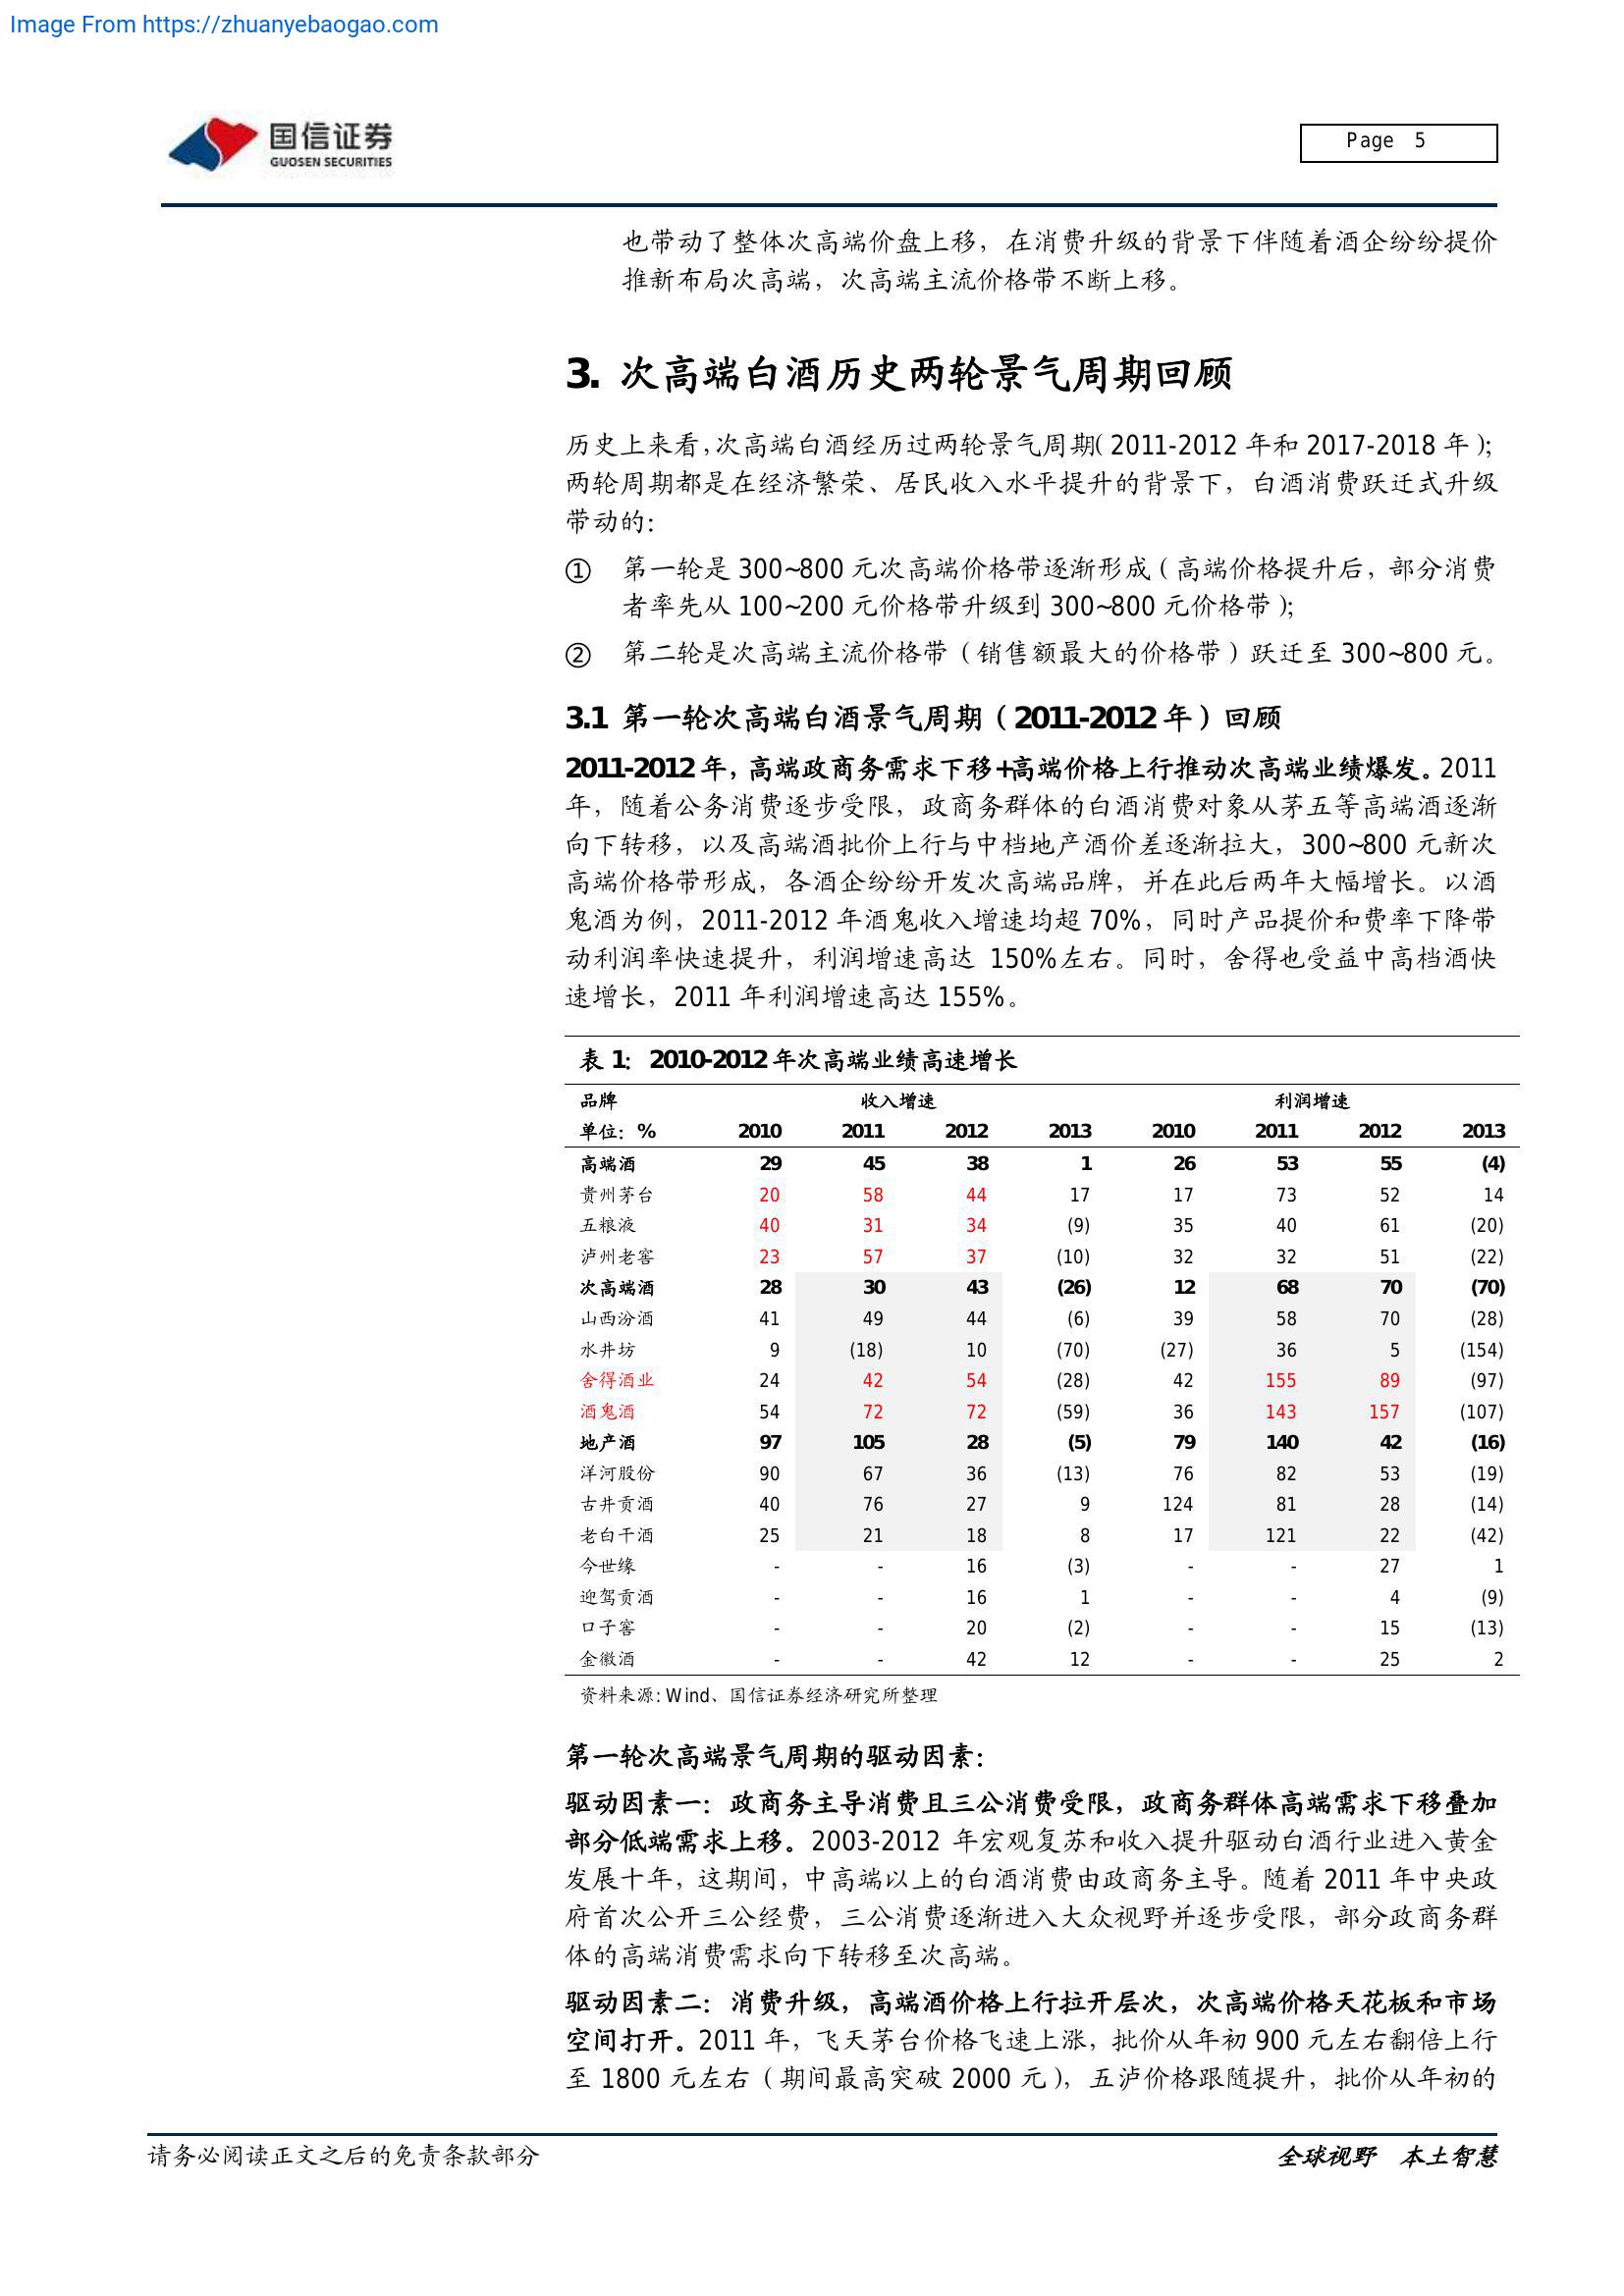 Image From https://zhuanyebaogao.com
国信证券
GUOSEN SECURITIES
Page 5
也带动了整体次高端价盘上移，在消费升级的背景下伴随着酒企纷纷提价
推新布局次高端，次高端主流价格带不断上移。
3. 次高端白酒历史两轮景气周期回顾
历史上来看，次高端白酒经历过两轮景气周期（2011-2012 年和 2017-2018 年）；
两轮周期都是在经济繁荣、居民收入水平提升的背景下，白酒消费跃迁式升级
带动的：
① 第一轮是 300~800 元次高端价格带逐渐形成（高端价格提升后，部分消费
者率先从 100~200 元价格带升级到 300~800 元价格带）；
② 第二轮是次高端主流价格带（销售额最大的价格带）跃迁至 300~800 元。
3.1 第一轮次高端白酒景气周期（2011-2012 年）回顾
2011-2012 年，高端政商务需求下移+高端价格上行推动次高端业绩爆发。2011
年，随着公务消费逐步受限，政商务群体的白酒消费对象从茅五等高端酒逐渐
向下转移，以及高端酒批价上行与中档地产酒价差逐渐拉大，300~800 元新次
高端价格带形成，各酒企纷纷开发次高端品牌，并在此后两年大幅增长。以酒
鬼酒为例，2011-2012 年酒鬼收入增速均超 70%，同时产品提价和费率下降带
动利润率快速提升，利润增速高达 150%左右。同时，舍得也受益中高档酒快
速增长，2011 年利润增速高达 155%。
表 1： 2010-2012 年次高端业绩高速增长
品牌 收入增速 利润增速
单位：% 2010 2011 2012 2013 2010 2011 2012 2013
高端酒 29 45 38 1 26 53 55 (4)
贵州茅台 20 58 44 17 17 73 52 14
五粮液 40 31 34 (9) 35 40 61 (20)
泸州老窖 23 57 37 (10) 32 32 51 (22)
次高端酒 28 30 43 (26) 12 68 70 (70)
山西汾酒 41 49 44 (6) 39 58 70 (28)
水井坊 9 (18) 10 (70) (27) 36 5 (154)
舍得酒业 24 42 54 (28) 42 155 89 (97)
酒鬼酒 54 72 72 (59) 36 143 157 (107)
地产酒 97 105 28 (5) 79 140 42 (16)
洋河股份 90 67 36 (13) 76 82 53 (19)
古井贡酒 40 76 27 9 124 81 28 (14)
老白干酒 25 21 18 8 17 121 22 (42)
今世缘 - - 16 (3) - - 27 1
迎驾贡酒 - - 16 1 - - 4 (9)
口子窖 - - 20 (2) - - 15 (13)
金徽酒 - - 42 12 - - 25 2
资料来源: Wind、国信证券经济研究所整理
第一轮次高端景气周期的驱动因素：
驱动因素一：政商务主导消费且三公消费受限，政商务群体高端需求下移叠加
部分低端需求上移。2003-2012 年宏观复苏和收入提升驱动白酒行业进入黄金
发展十年，这期间，中高端以上的白酒消费由政商务主导。随着 2011 年中央政
府首次公开三公经费，三公消费逐渐进入大众视野并逐步受限，部分政商务群
体的高端消费需求向下转移至次高端。
驱动因素二：消费升级，高端酒价格上行拉开层次，次高端价格天花板和市场
空间打开。2011 年，飞天茅台价格飞速上涨，批价从年初 900 元左右翻倍上行
至 1800 元左右（期间最高突破 2000 元），五泸价格跟随提升，批价从年初的
请务必阅读正文之后的免责条款部分 全球视野 本土智慧